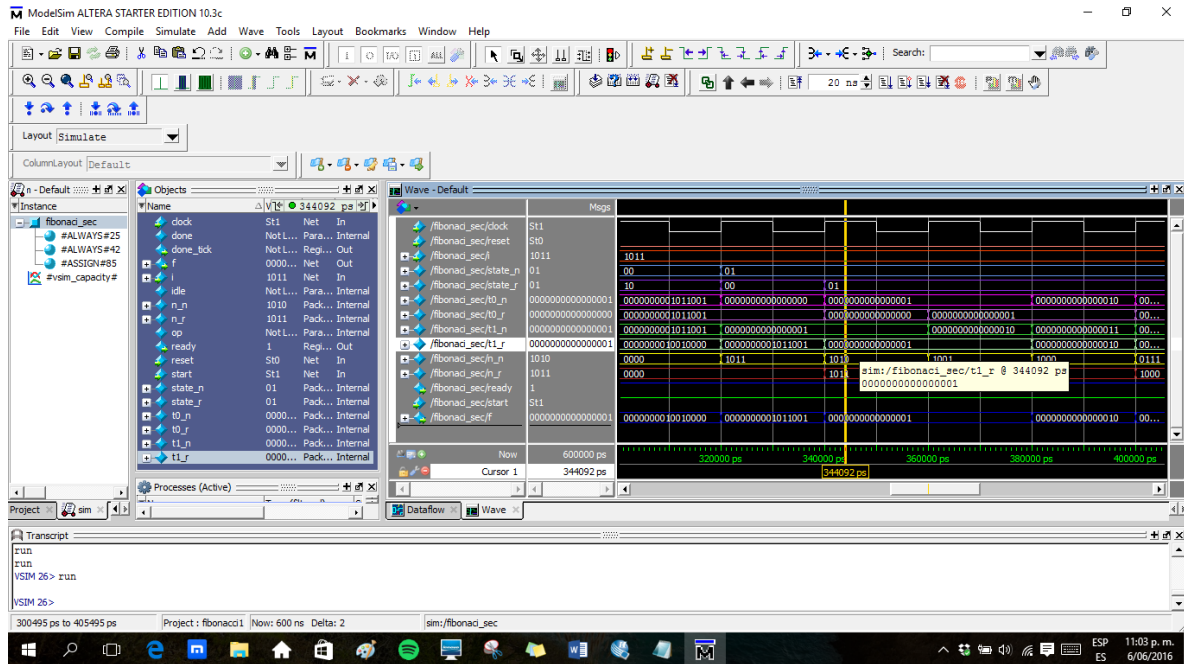 ModelSim ALTERA STARTER EDITION 10.3c
File Edit View Compile Simulate Add Wave Tools Layout Bookmarks Window Help
Search:
20 ns
Layout Simulate
ColumnLayout Default
n - Default
Instance
fibonaci_sec
#ALWAYS#25
#ALWAYS#42
#ASSIGN#85
#vsim_capacity#
Project sim
Objects
Name 344092 ps
clock St1 Net In
done Not L... Para... Internal
done_tick Not L... Regi... Out
f 0000... Net Out
i 1011 Net In
idle Not L... Para... Internal
n_n 1010 Pack... Internal
n_r 1011 Pack... Internal
op Not L... Para... Internal
ready 1 Regi... Out
reset St0 Net In
start St1 Net In
state_n 01 Pack... Internal
state_r 01 Pack... Internal
t0_n 0000... Pack... Internal
t0_r 0000... Pack... Internal
t1_n 0000... Pack... Internal
t1_r 0000... Pack... Internal
Processes (Active)
Wave - Default
Msgs
/fibonaci_sec/clock St1
/fibonaci_sec/reset St0
/fibonaci_sec/i 1011 1011
/fibonaci_sec/state_n 01 00 01
/fibonaci_sec/state_r 01 10 00 01
/fibonaci_sec/t0_n 0000000000000001 0000000001011001 0000000000000000 0000000000000001 0000000000000010 00...
/fibonaci_sec/t0_r 0000000000000000 0000000001011001 0000000000000000 0000000000000001 00...
/fibonaci_sec/t1_n 0000000000000001 0000000001011001 0000000000000001 0000000000000010 0000000000000011 00...
/fibonaci_sec/t1_r 0000000000000001 0000000010010000 0000000001011001 0000000000000001 0000000000000010 00...
/fibonaci_sec/n_n 1010 0000 1011 1010 1001 1000 0111
/fibonaci_sec/n_r 1011 0000 1011 1000
/fibonaci_sec/ready 1
/fibonaci_sec/start St1
/fibonaci_sec/f 0000000000000001 0000000010010000 0000000001011001 0000000000000001 0000000000000010 00...
sim:/fibonaci_sec/t1_r @ 344092 ps
0000000000000001
Now 600000 ps 320000 ps 340000 ps 360000 ps 380000 ps 400000 ps
Cursor 1 344092 ps 344092 ps
Dataflow Wave
Transcript
run
run
VSIM 26> run
VSIM 26>
300495 ps to 405495 ps Project : fibonacci1 Now: 600 ns Delta: 2 sim:/fibonaci_sec
ESP 11:03 p. m.
ES 6/06/2016